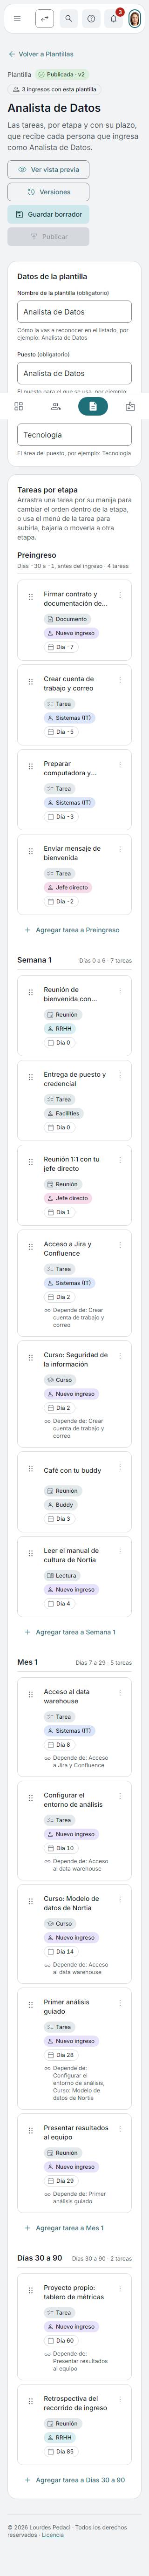 3
Volver a Plantillas
Plantilla
Publicada · v2
3 ingresos con esta plantilla
Analista de Datos
Las tareas, por etapa y con su plazo,
que recibe cada persona que ingresa
como Analista de Datos.
Ver vista previa
Versiones
Guardar borrador
Publicar
Datos de la plantilla
Nombre de la plantilla (obligatorio)
Analista de Datos
Cómo la vas a reconocer en el listado, por
ejemplo: Analista de Datos
Puesto (obligatorio)
Analista de Datos
El puesto para el que se usa, por ejemplo:
Tecnología
El área del puesto, por ejemplo: Tecnología
Tareas por etapa
Arrastra una tarea por su manija para
cambiar el orden dentro de la etapa,
o usa el menú de la tarea para
subirla, bajarla o moverla a otra
etapa.
Preingreso
Días -30 a -1, antes del ingreso · 4 tareas
Firmar contrato y
documentación de...
Documento
Nuevo ingreso
Día -7
Crear cuenta de
trabajo y correo
Tarea
Sistemas (IT)
Día -5
Preparar
computadora y...
Tarea
Sistemas (IT)
Día -3
Enviar mensaje de
bienvenida
Tarea
Jefe directo
Día -2
Agregar tarea a Preingreso
Semana 1
Días 0 a 6 · 7 tareas
Reunión de
bienvenida con...
Reunión
RRHH
Día 0
Entrega de puesto y
credencial
Tarea
Facilities
Día 0
Reunión 1:1 con tu
jefe directo
Reunión
Jefe directo
Día 1
Acceso a Jira y
Confluence
Tarea
Sistemas (IT)
Día 2
Depende de: Crear
cuenta de trabajo y
correo
Curso: Seguridad de
la información
Curso
Nuevo ingreso
Día 2
Depende de: Crear
cuenta de trabajo y
correo
Café con tu buddy
Reunión
Buddy
Día 3
Leer el manual de
cultura de Nortia
Lectura
Nuevo ingreso
Día 4
Agregar tarea a Semana 1
Mes 1
Días 7 a 29 · 5 tareas
Acceso al data
warehouse
Tarea
Sistemas (IT)
Día 8
Depende de: Acceso
a Jira y Confluence
Configurar el
entorno de análisis
Tarea
Nuevo ingreso
Día 10
Depende de: Acceso
al data warehouse
Curso: Modelo de
datos de Nortia
Curso
Nuevo ingreso
Día 14
Depende de: Acceso
al data warehouse
Primer análisis
guiado
Tarea
Nuevo ingreso
Día 28
Depende de:
Configurar el
entorno de análisis,
Curso: Modelo de
datos de Nortia
Presentar resultados
al equipo
Reunión
Nuevo ingreso
Día 29
Depende de: Primer
análisis guiado
Agregar tarea a Mes 1
Días 30 a 90
Días 30 a 90 · 2 tareas
Proyecto propio:
tablero de métricas
Tarea
Nuevo ingreso
Día 60
Depende de:
Presentar resultados
al equipo
Retrospectiva del
recorrido de ingreso
Reunión
RRHH
Día 85
Agregar tarea a Días 30 a 90
© 2026 Lourdes Pedaci · Todos los derechos
reservados · Licencia